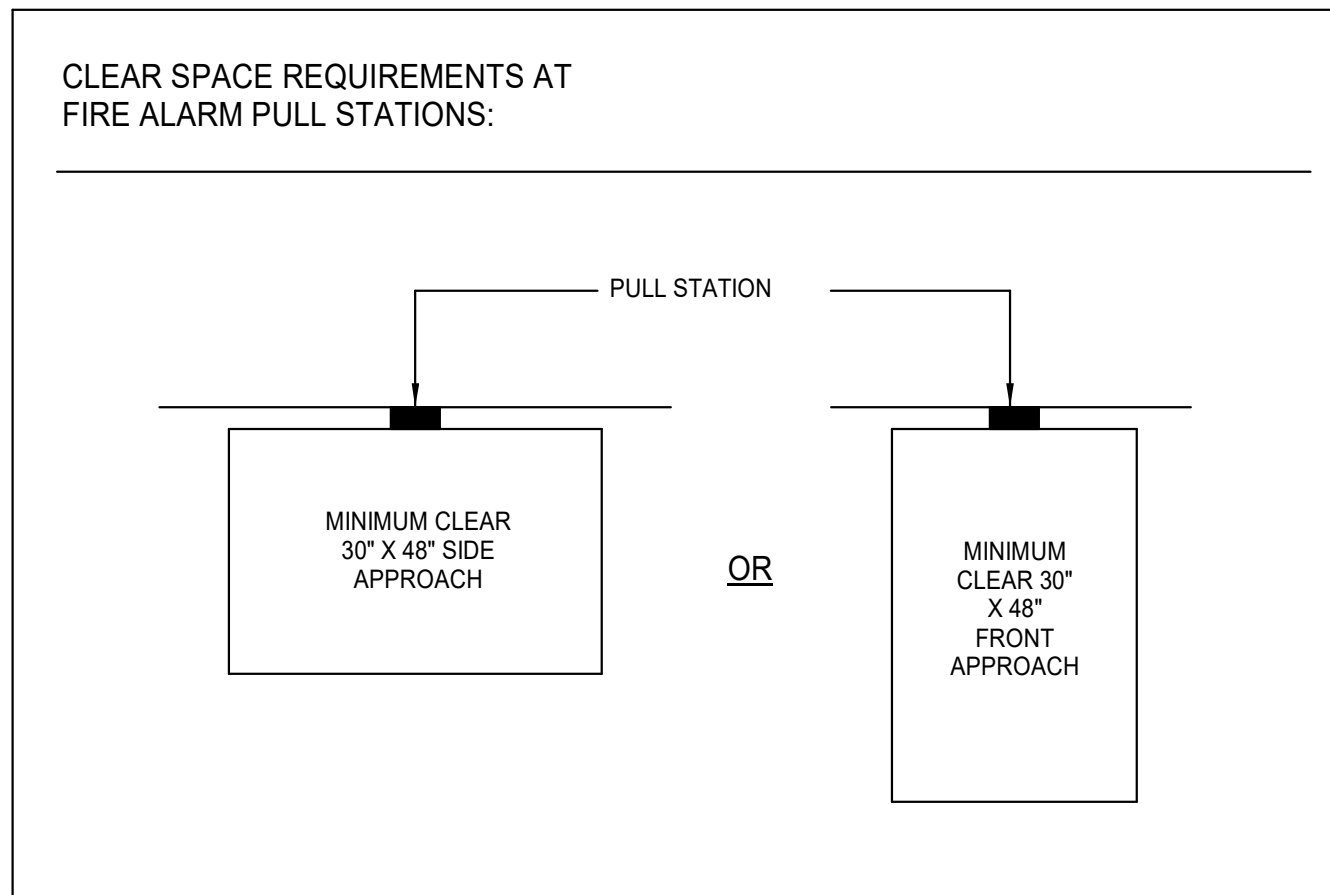 CLEAR SPACE REQUIREMENTS AT
FIRE ALARM PULL STATIONS:
PULL STATION
MINIMUM CLEAR
30" X 48" SIDE
APPROACH
OR
MINIMUM
CLEAR 30"
X 48"
FRONT
APPROACH